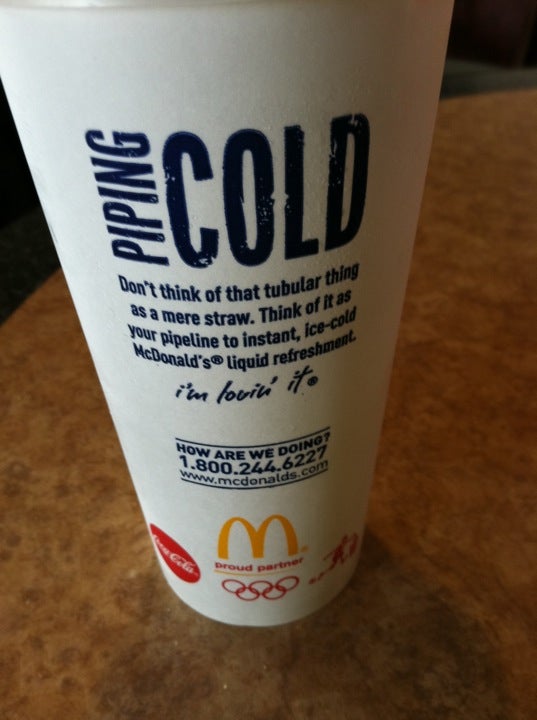 PIPING
COLD
Don't think of that tubular thing
as a mere straw. Think of it as
your pipeline to instant, ice-cold
McDonald's® liquid refreshment.
i'm lovin' it®
HOW ARE WE DOING?
1.800.244.6227
www.mcdonalds.com
Coca-Cola
M®
proud partner